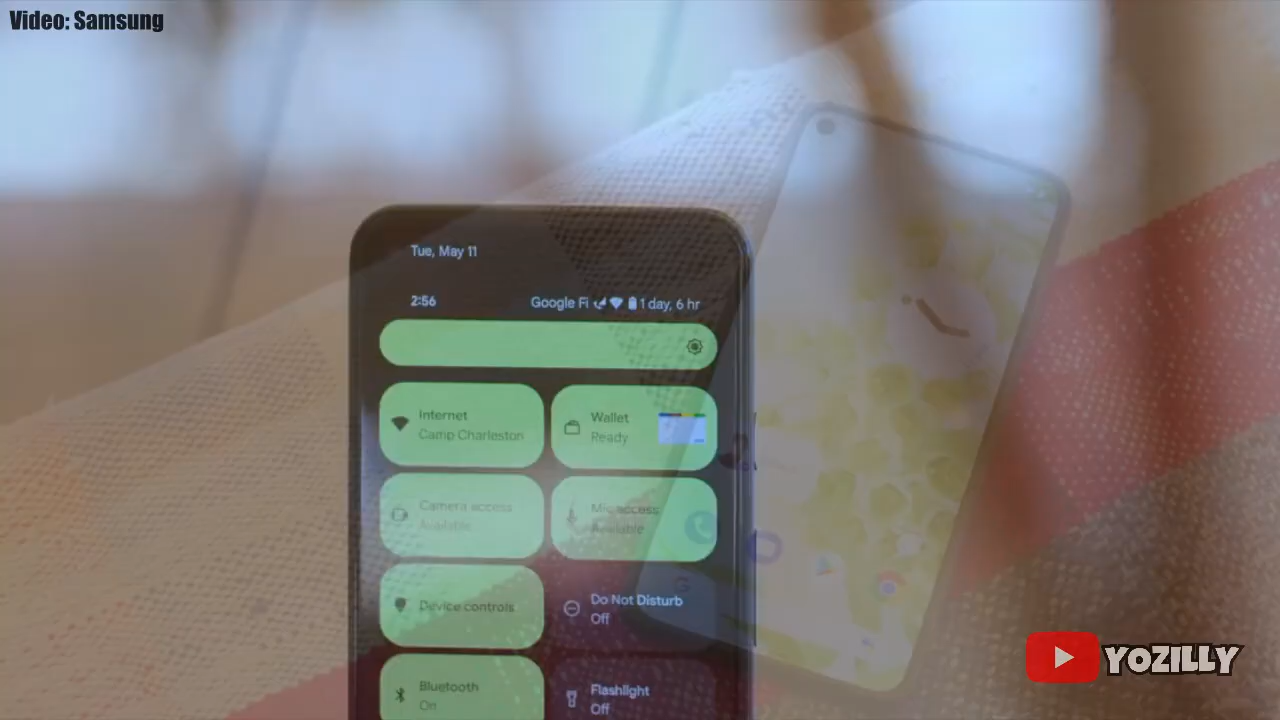 Video: Samsung
Tue, May 11
2:56
Google Fi 1 day, 6 hr
Internet
Camp Charleston
Wallet
Ready
Camera access
Available
Mic access
Available
Device controls
Do Not Disturb
Off
Bluetooth
On
Flashlight
Off
YOZILLY